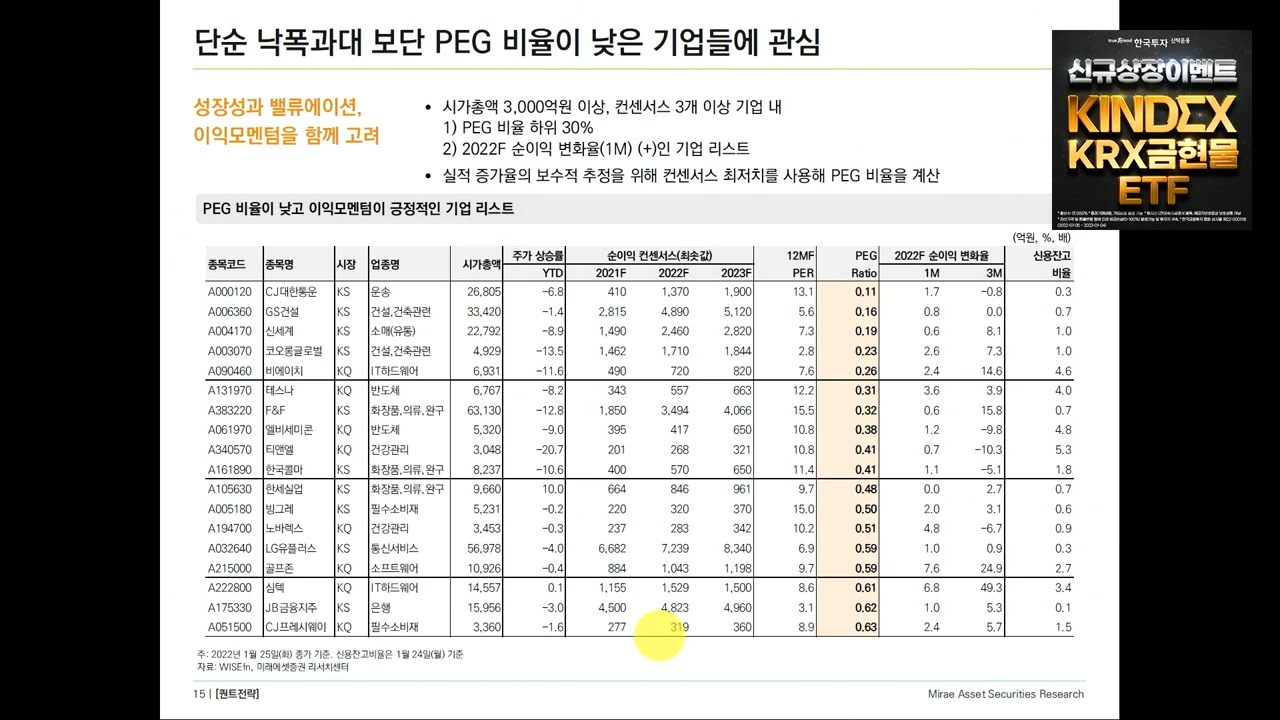 단순 낙폭과대 보단 PEG 비율이 낮은 기업들에 관심
성장성과 밸류에이션,
이익모멘텀을 함께 고려
• 시가총액 3,000억원 이상, 컨센서스 3개 이상 기업 내
1) PEG 비율 하위 30%
2) 2022F 순이익 변화율(1M) (+)인 기업 리스트
• 실적 증가율의 보수적 추정을 위해 컨센서스 최저치를 사용해 PEG 비율을 계산
true Friend 한국투자 신탁운용
신규상장이벤트
KINDEX
KRX금현물
ETF
PEG 비율이 낮고 이익모멘텀이 긍정적인 기업 리스트
(억원, %, 배)
종목코드 종목명 시장 업종명 시가총액 주가 상승률 YTD 순이익 컨센서스(최솟값) 2021F 2022F 2023F 12MF PER PEG Ratio 2022F 순이익 변화율 1M 3M 신용잔고 비율
A000120 CJ대한통운 KS 운송 26,805 −6.8 410 1,370 1,900 13.1 0.11 1.7 −0.8 0.3
A006360 GS건설 KS 건설,건축관련 33,420 −1.4 2,815 4,890 5,120 5.6 0.16 0.8 0.0 0.7
A004170 신세계 KS 소매(유통) 22,792 −8.9 1,490 2,460 2,820 7.3 0.19 0.6 8.1 1.0
A003070 코오롱글로벌 KS 건설,건축관련 4,929 −13.5 1,462 1,710 1,844 2.8 0.23 2.6 7.3 1.0
A090460 비에이치 KQ IT하드웨어 6,931 −11.6 490 720 820 7.6 0.26 2.4 14.6 4.6
A131970 테스나 KQ 반도체 6,767 −8.2 343 557 663 12.2 0.31 3.6 3.9 4.0
A383220 F&F KS 화장품,의류,완구 63,130 −12.8 1,850 3,494 4,066 15.5 0.32 0.6 15.8 0.7
A061970 엘비세미콘 KQ 반도체 5,320 −9.0 395 417 650 10.8 0.38 1.2 −9.8 4.8
A340570 티앤엘 KQ 건강관리 3,048 −20.7 201 268 321 10.8 0.41 0.7 −10.3 5.3
A161890 한국콜마 KS 화장품,의류,완구 8,237 −10.6 400 570 650 11.4 0.41 1.1 −5.1 1.8
A105630 한세실업 KS 화장품,의류,완구 9,660 10.0 664 846 961 9.7 0.48 0.0 2.7 0.7
A005180 빙그레 KS 필수소비재 5,231 −0.2 220 320 370 15.0 0.50 2.0 3.1 0.6
A194700 노바렉스 KQ 건강관리 3,453 −0.3 237 283 342 10.2 0.51 4.8 −6.7 0.9
A032640 LG유플러스 KS 통신서비스 56,978 −4.0 6,682 7,239 8,340 6.9 0.59 1.0 0.9 0.3
A215000 골프존 KQ 소프트웨어 10,926 −0.4 884 1,043 1,198 9.7 0.59 7.6 24.9 2.7
A222800 심텍 KQ IT하드웨어 14,557 0.1 1,155 1,529 1,500 8.6 0.61 6.8 49.3 3.4
A175330 JB금융지주 KS 은행 15,956 −3.0 4,500 4,823 4,960 3.1 0.62 1.0 5.3 0.1
A051500 CJ프레시웨이 KQ 필수소비재 3,360 −1.6 277 319 360 8.9 0.63 2.4 5.7 1.5
주: 2022년 1월 25일(화) 종가 기준. 신용잔고비율은 1월 24일(월) 기준
자료: WISEfn, 미래에셋증권 리서치센터
15 | [퀀트전략]
Mirae Asset Securities Research